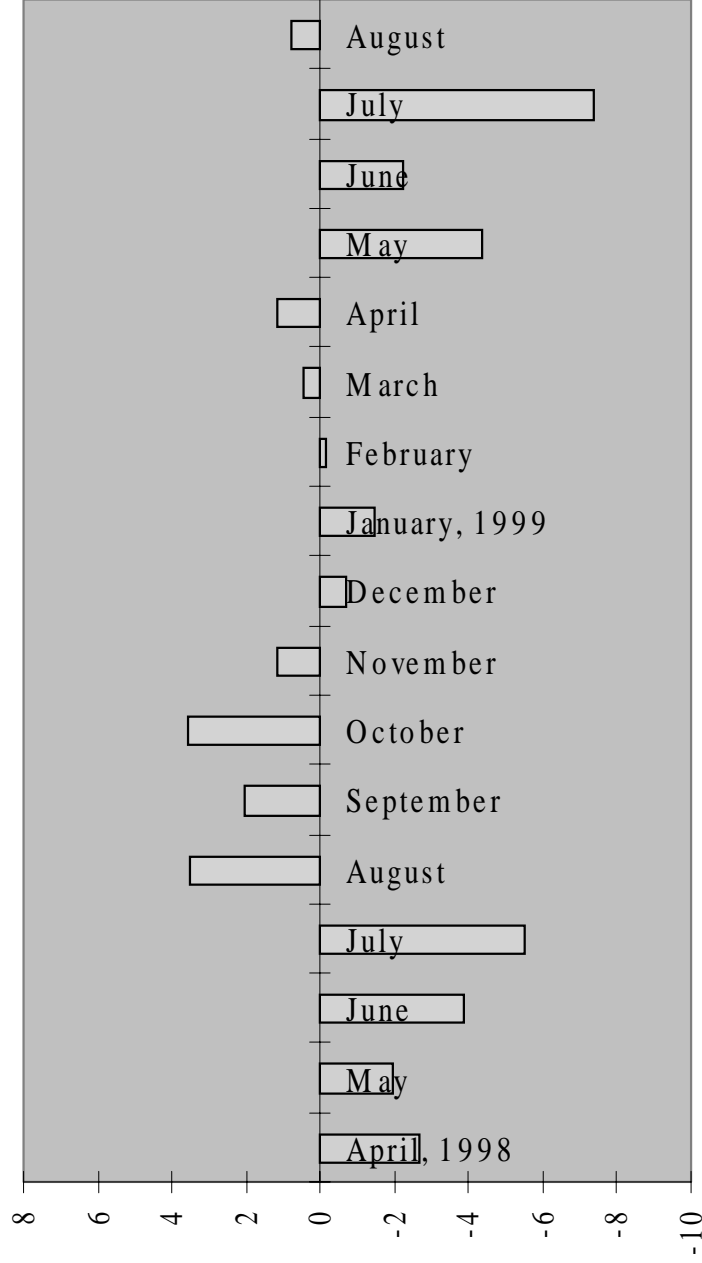 August
July
June
May
April
March
February
January, 1999
December
November
October
September
August
July
June
May
April, 1998
8
6
4
2
0
-2
-4
-6
-8
-10